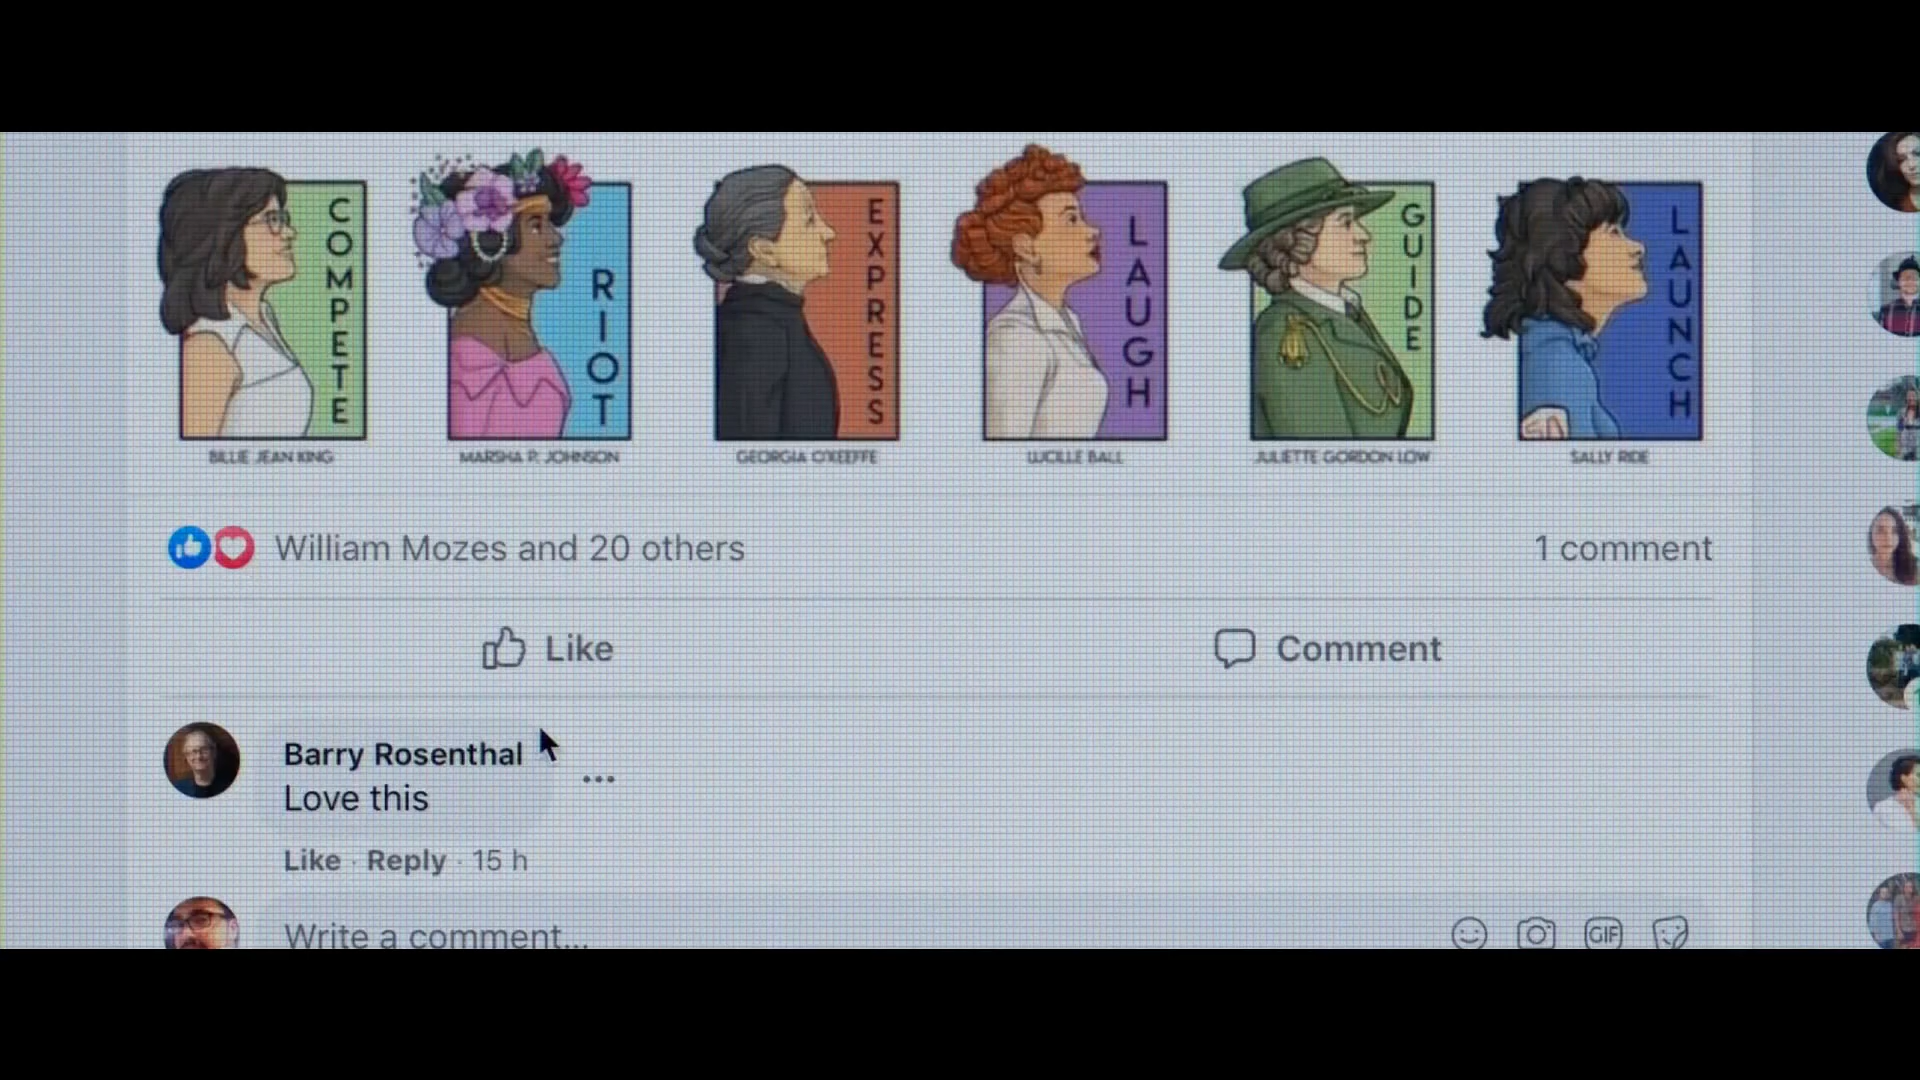 COMPETE
RIOT
EXPRESS
LAUGH
GUIDE
LAUNCH
BILLIE JEAN KING
MARSHA P. JOHNSON
GEORGIA O'KEEFFE
LUCILLE BALL
JULIETTE GORDON LOW
SALLY RIDE
William Mozes and 20 others
1 comment
Like
Comment
Barry Rosenthal
Love this
Like · Reply · 15 h
Write a comment...
GIF